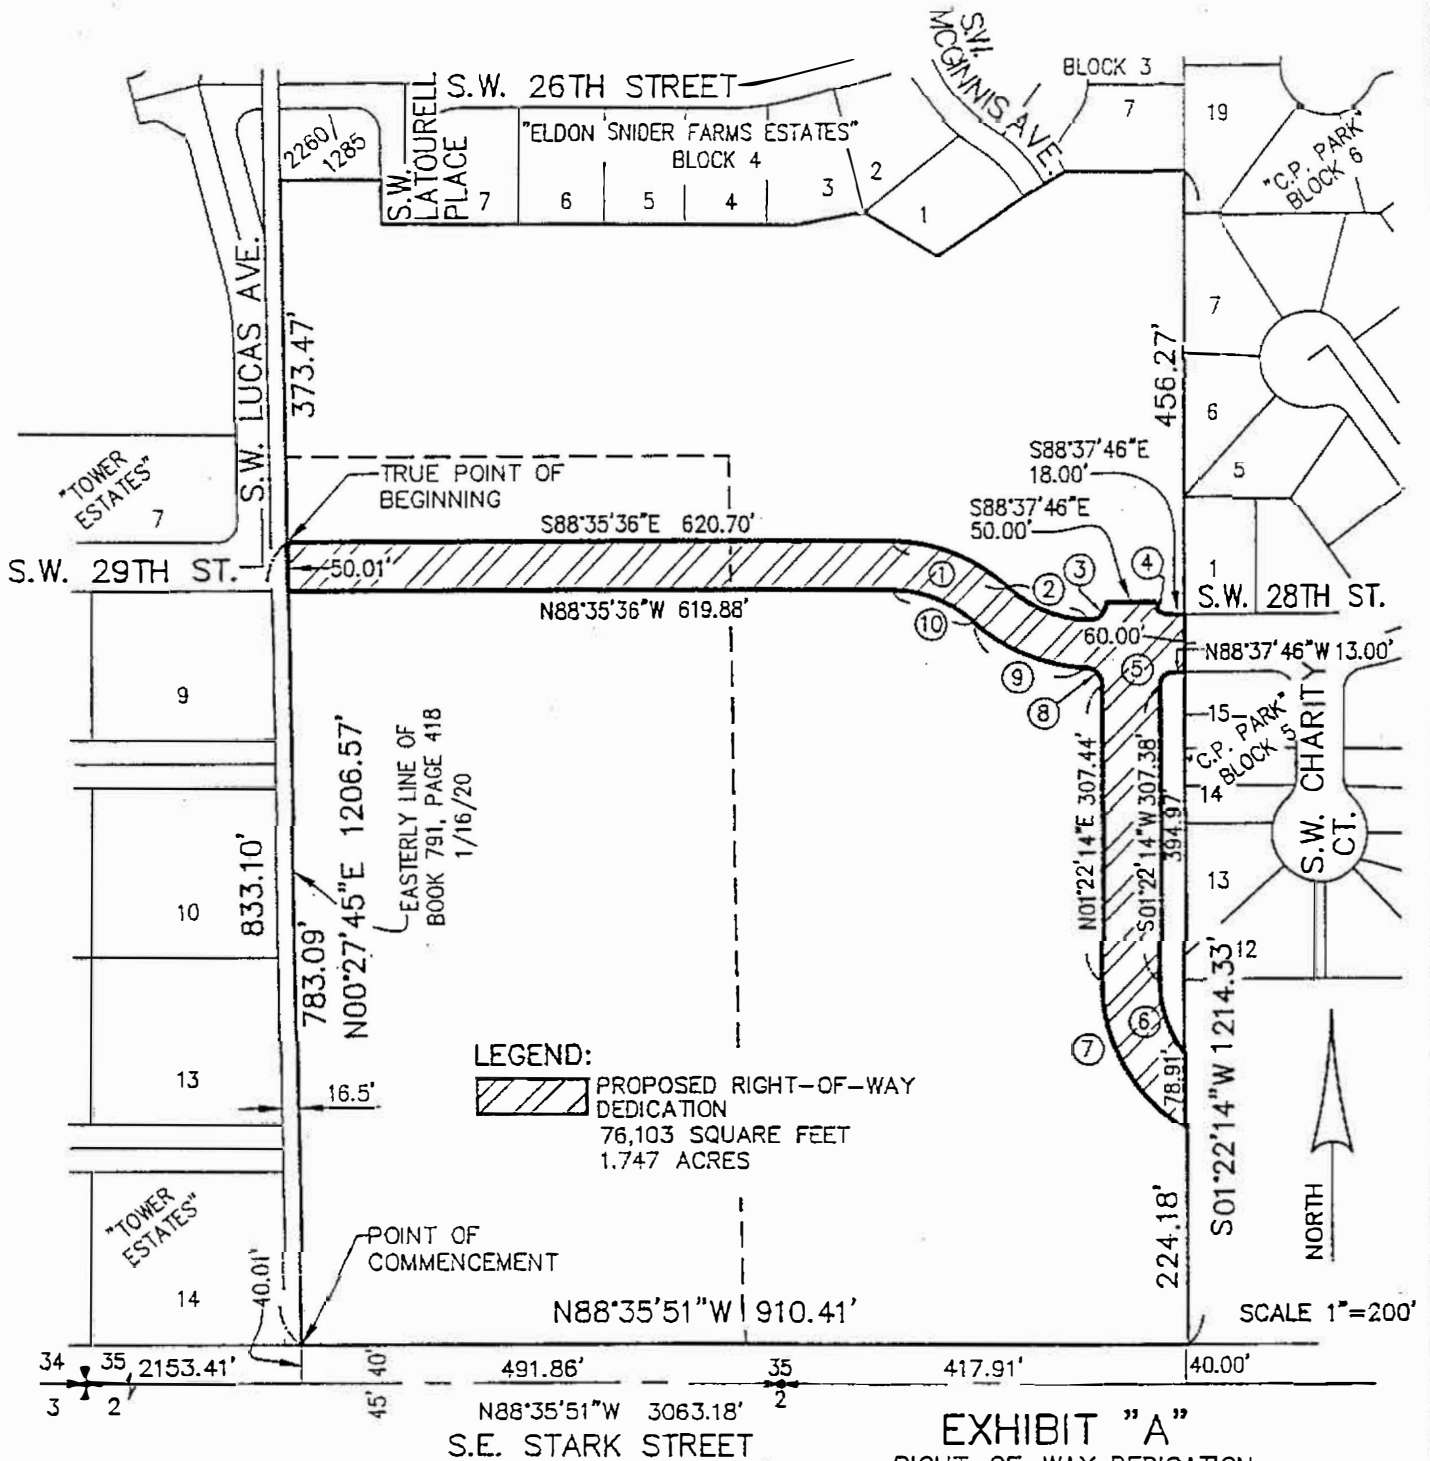 S.W. 26TH STREET
S.W.
MCGINNIS AVE.
BLOCK 3
7
19
2260/
1285
S.W.
LATOURELL
PLACE
"ELDON SNIDER FARMS ESTATES"
BLOCK 4
7
6
5
4
3
2
1
"C.P. PARK"
BLOCK 6
7
6
5
1
S.W. LUCAS AVE.
373.47'
456.27'
"TOWER
ESTATES"
7
TRUE POINT OF
BEGINNING
S88°37'46"E
18.00'
S88°37'46"E
50.00'
S88°35'36"E 620.70'
S.W. 29TH ST.
50.01'
1
2
3
4
S.W. 28TH ST.
N88°35'36"W 619.88'
10
60.00'
N88°37'46"W 13.00'
9
5
8
9
15
"C.P. PARK"
BLOCK 5
S.W. CHARIT
CT.
14
13
12
N01°22'14"E 307.44'
S01°22'14"W 307.38'
394.97'
833.10'
783.09'
N00°27'45"E 1206.57'
EASTERLY LINE OF
BOOK 791, PAGE 418
1/16/20
10
13
16.5'
LEGEND:
PROPOSED RIGHT-OF-WAY
DEDICATION
76,103 SQUARE FEET
1.747 ACRES
7
6
78.91'
S01°22'14"W 1214.33'
224.18'
NORTH
"TOWER
ESTATES"
14
40.01'
POINT OF
COMMENCEMENT
N88°35'51"W 910.41'
SCALE 1"=200'
34
35
2153.41'
40'
491.86'
35
417.91'
40.00'
3
2
45'
2
N88°35'51"W 3063.18'
S.E. STARK STREET
EXHIBIT "A"
RIGHT-OF-WAY DEDICATION